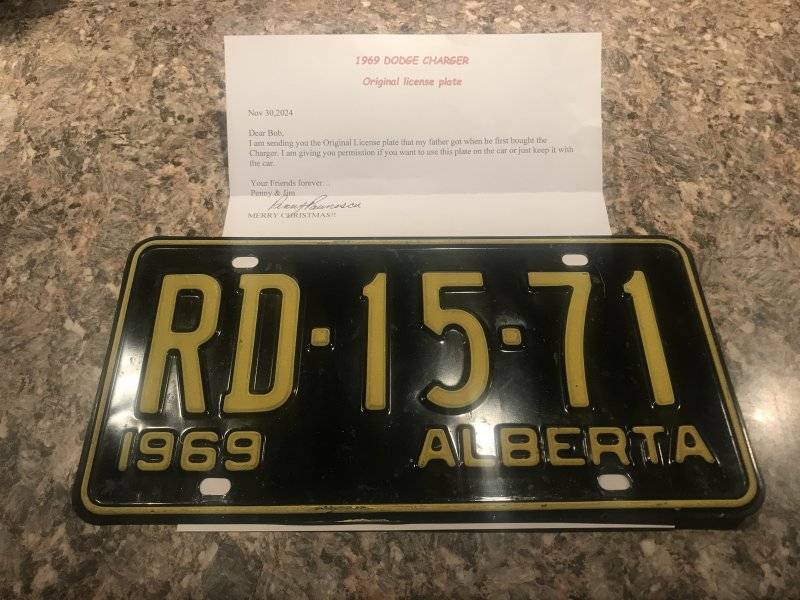 1969 DODGE CHARGER
Original license plate
Nov 30,2024
Dear Bob,
I am sending you the Original License plate that my father got when he first bought the
Charger. I am giving you permission if you want to use this plate on the car or just keep it with
the car.
Your Friends forever...
Penny & Jim
MERRY CHRISTMAS!!
RD·15·71
1969 ALBERTA